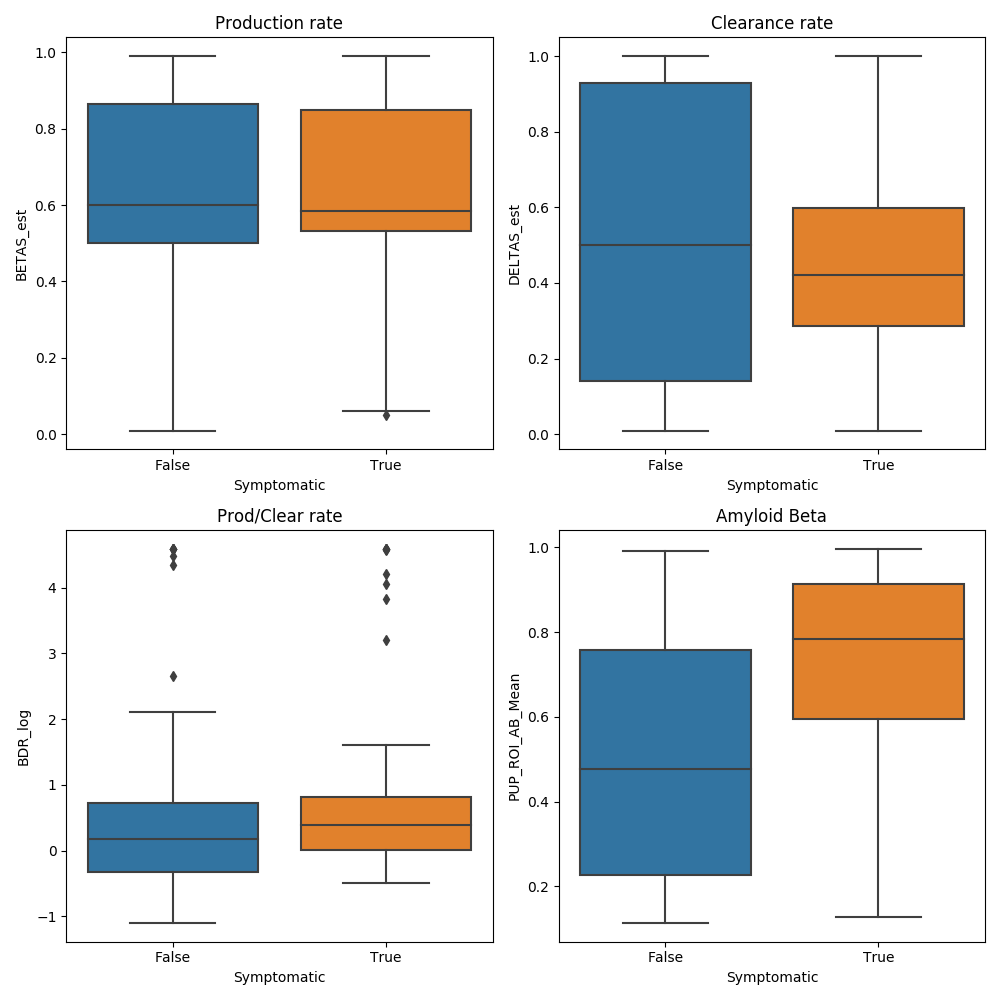 Production rate
BETAS_est
1.0
0.8
0.6
0.4
0.2
0.0
False
True
Symptomatic
Clearance rate
DELTAS_est
1.0
0.8
0.6
0.4
0.2
0.0
False
True
Symptomatic
Prod/Clear rate
BDR_log
4
3
2
1
0
−1
False
True
Symptomatic
Amyloid Beta
PUP_ROI_AB_Mean
1.0
0.8
0.6
0.4
0.2
False
True
Symptomatic